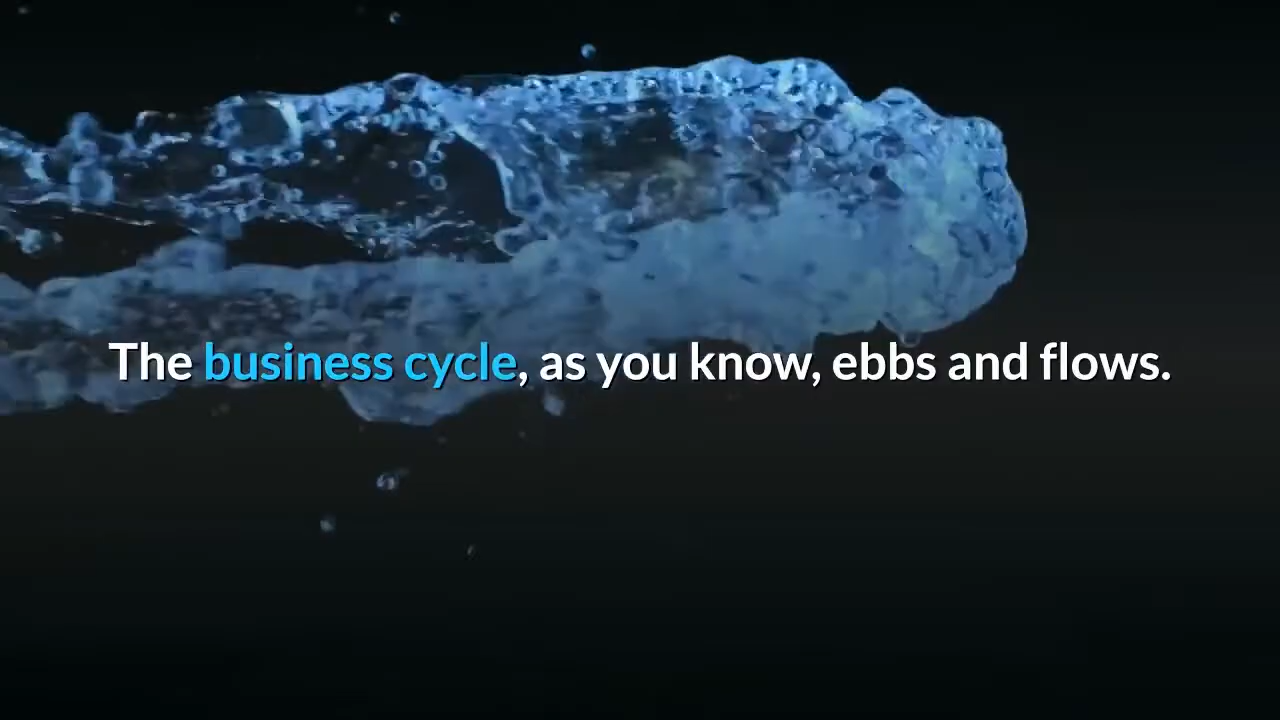 The business cycle, as you know, ebbs and flows.